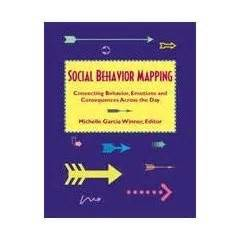 SOCIAL BEHAVIOR MAPPING
Connecting Behavior, Emotions and
Consequences Across the Day
Michelle Garcia Winner, Editor